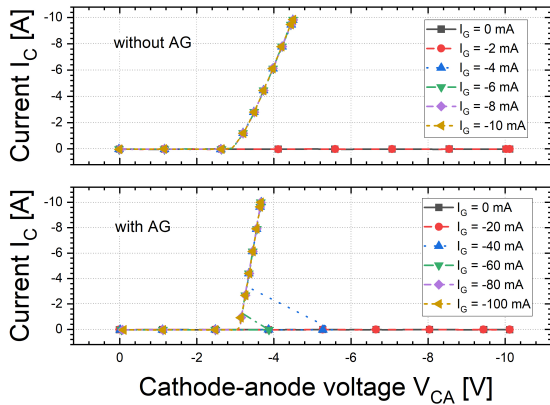 Current I_C [A]
-10
-8
-6
-4
-2
0
without AG
I_G = 0 mA
I_G = -2 mA
I_G = -4 mA
I_G = -6 mA
I_G = -8 mA
I_G = -10 mA
Current I_C [A]
-10
-8
-6
-4
-2
0
with AG
I_G = 0 mA
I_G = -20 mA
I_G = -40 mA
I_G = -60 mA
I_G = -80 mA
I_G = -100 mA
0 -2 -4 -6 -8 -10
Cathode-anode voltage V_CA [V]